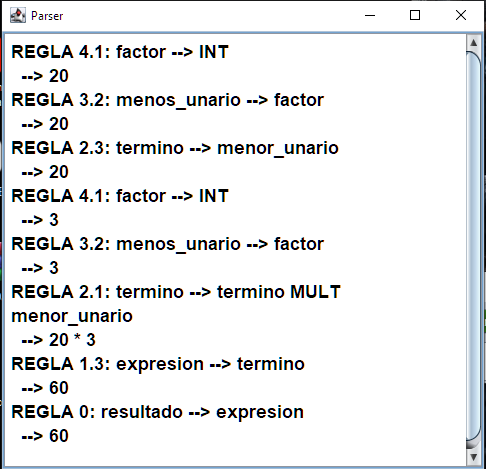 Parser
REGLA 4.1: factor --> INT
--> 20
REGLA 3.2: menos_unario --> factor
--> 20
REGLA 2.3: termino --> menor_unario
--> 20
REGLA 4.1: factor --> INT
--> 3
REGLA 3.2: menos_unario --> factor
--> 3
REGLA 2.1: termino --> termino MULT
menor_unario
--> 20 * 3
REGLA 1.3: expresion --> termino
--> 60
REGLA 0: resultado --> expresion
--> 60